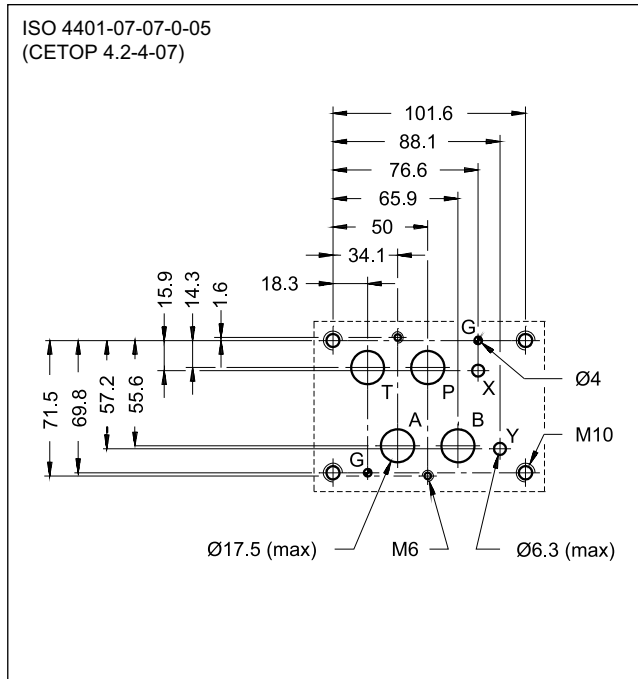 ISO 4401-07-07-0-05
(CETOP 4.2-4-07)
101.6
88.1
76.6
65.9
50
34.1
18.3
15.9
14.3
1.6
71.5
69.8
57.2
55.6
G
Ø4
T
P
X
A
B
Y
M10
G
Ø17.5 (max)
M6
Ø6.3 (max)